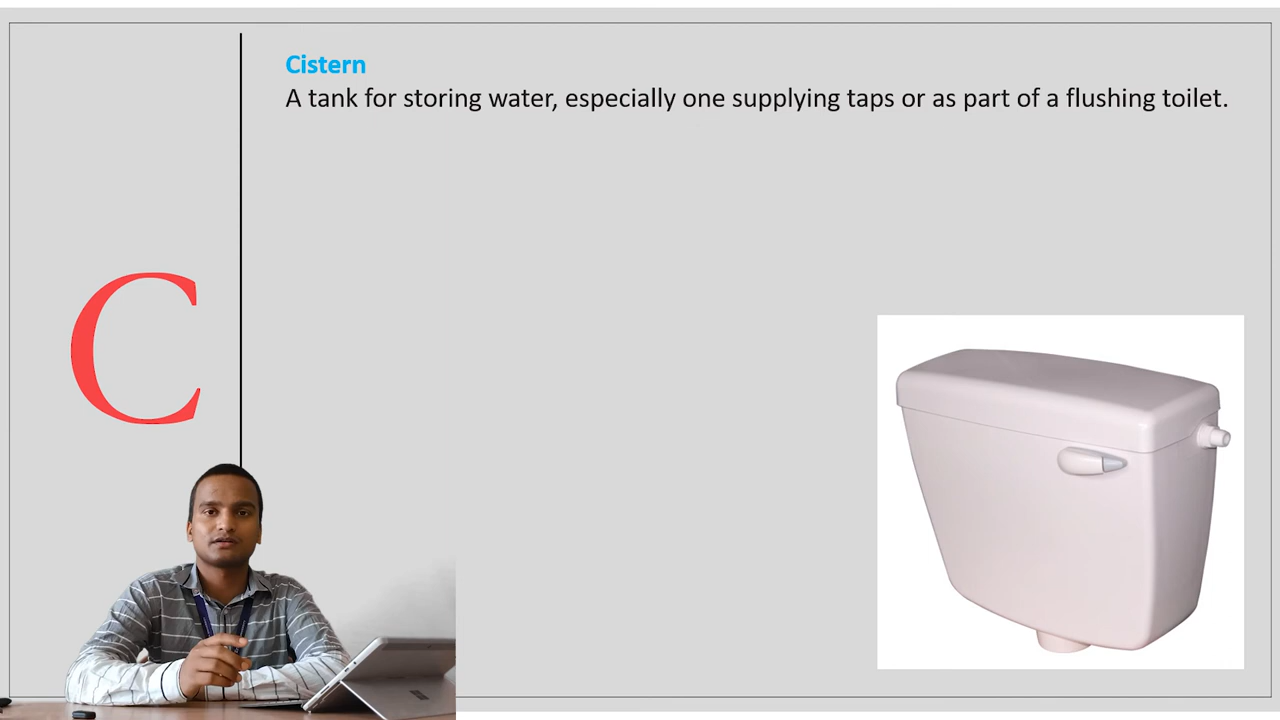 Cistern
A tank for storing water, especially one supplying taps or as part of a flushing toilet.
C